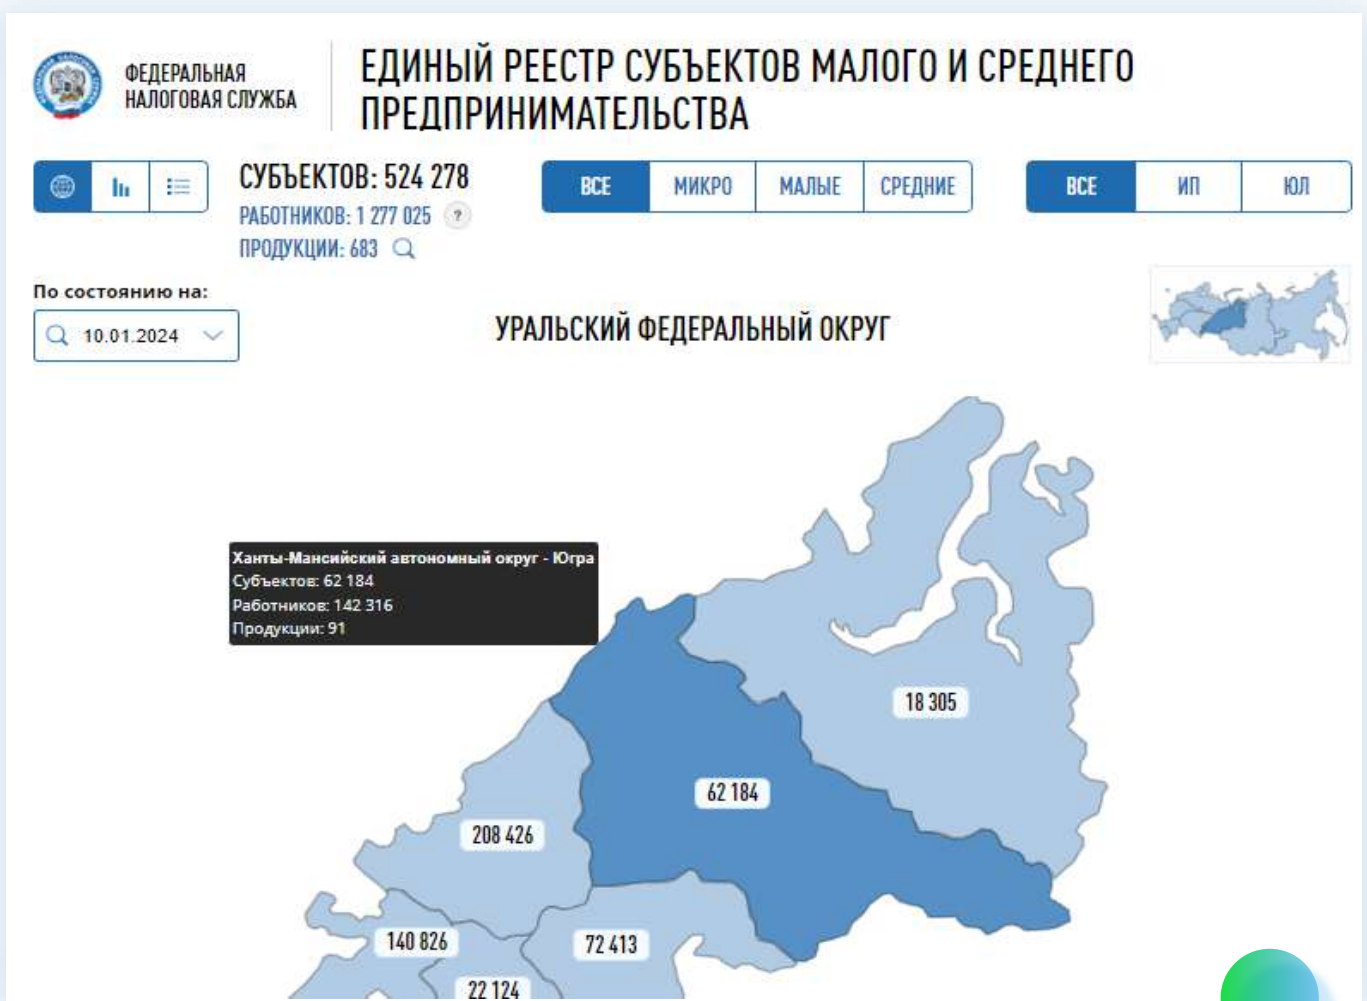 ФЕДЕРАЛЬНАЯ
НАЛОГОВАЯ СЛУЖБА
ЕДИНЫЙ РЕЕСТР СУБЪЕКТОВ МАЛОГО И СРЕДНЕГО
ПРЕДПРИНИМАТЕЛЬСТВА
СУБЪЕКТОВ: 524 278
РАБОТНИКОВ: 1 277 025 ?
ПРОДУКЦИИ: 683
ВСЕ МИКРО МАЛЫЕ СРЕДНИЕ
ВСЕ ИП ЮЛ
По состоянию на:
10.01.2024
УРАЛЬСКИЙ ФЕДЕРАЛЬНЫЙ ОКРУГ
Ханты-Мансийский автономный округ - Югра
Субъектов: 62 184
Работников: 142 316
Продукции: 91
18 305
62 184
208 426
140 826
72 413
22 124